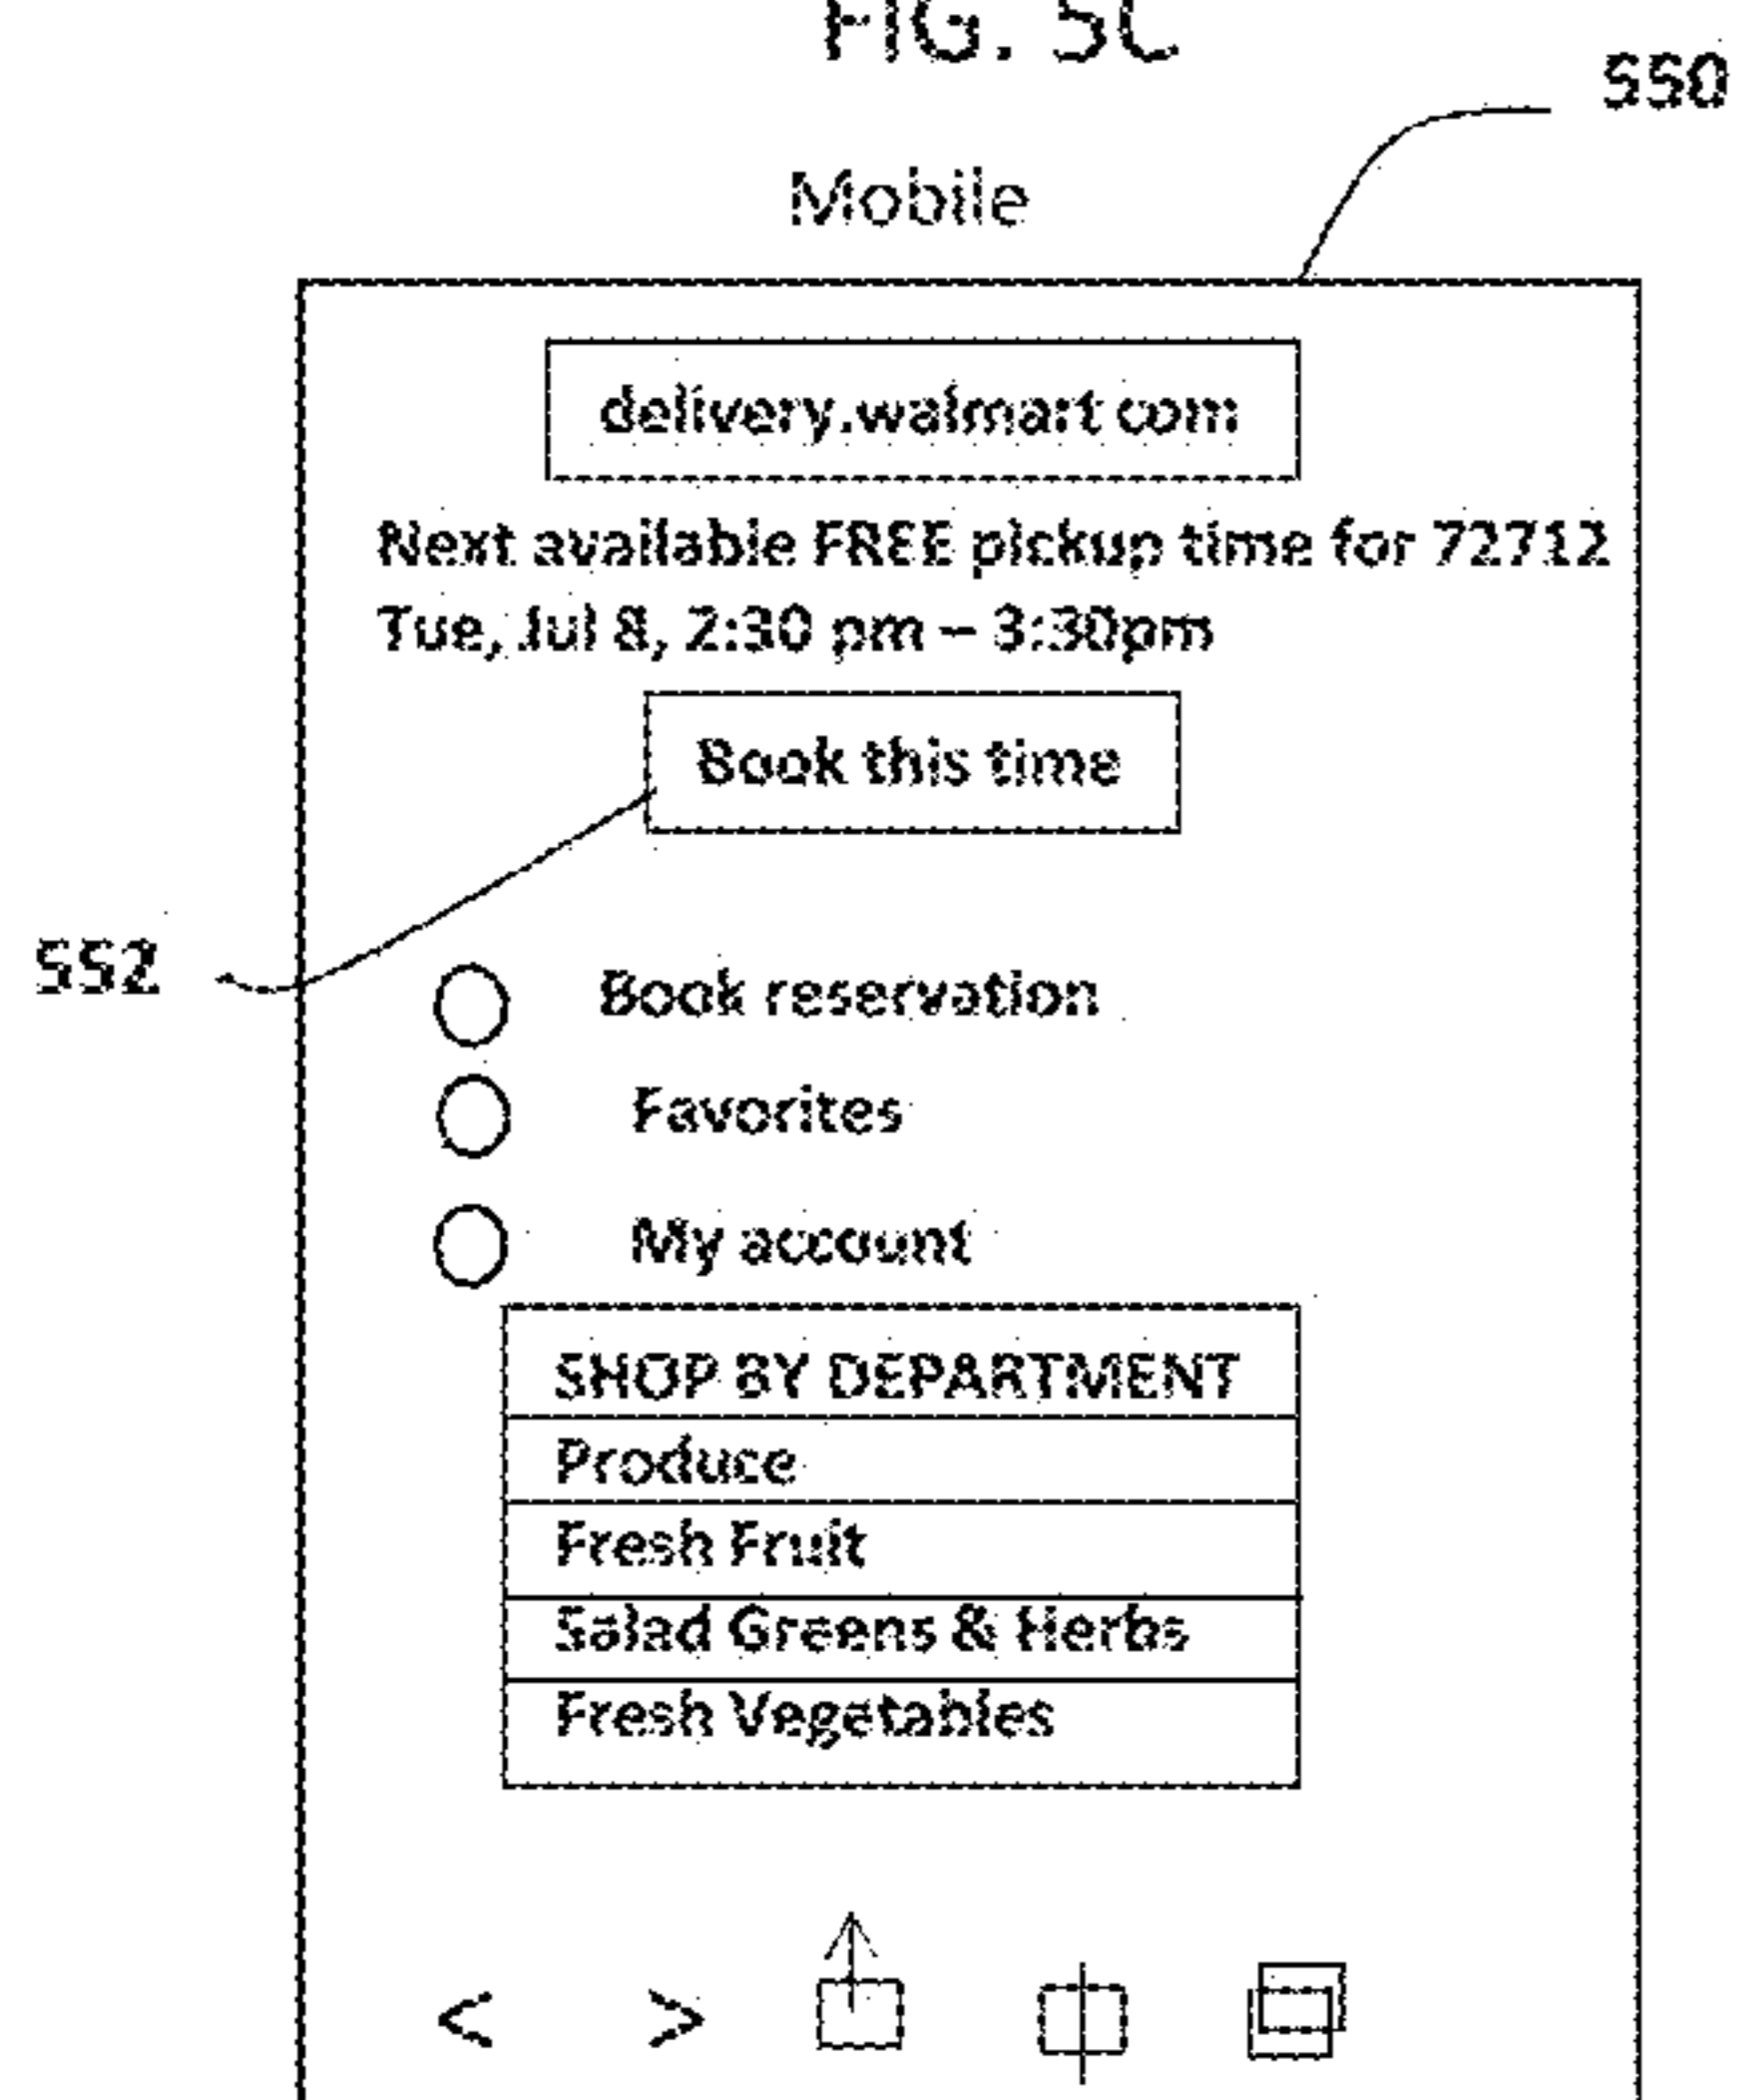 FIG. 5C
550
Mobile
delivery.walmart com
Next available FREE pickup time for 72712
Tue, Jul 8, 2:30 pm – 3:30pm
Book this time
552
Book reservation
Favorites
My account
SHOP BY DEPARTMENT
Produce
Fresh Fruit
Salad Greens & Herbs
Fresh Vegetables
< >